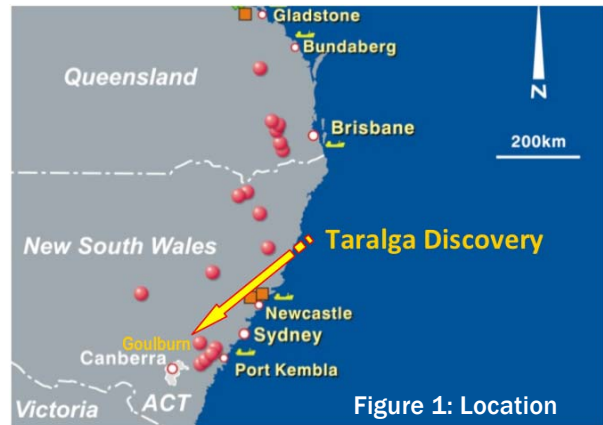 Gladstone
Bundaberg
Queensland
N
Brisbane
200km
Taralga Discovery
New South Wales
Newcastle
Goulburn
Sydney
Canberra
Port Kembla
ACT
Victoria
Figure 1: Location